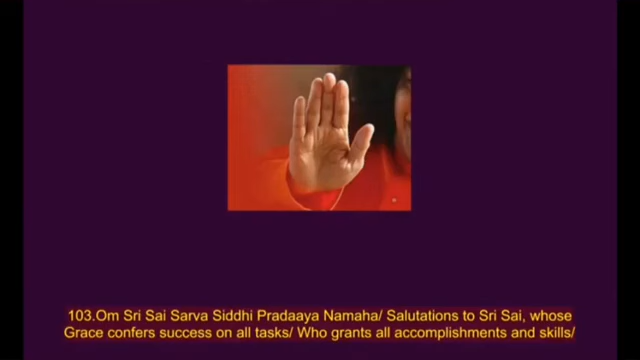 103.Om Sri Sai Sarva Siddhi Pradaaya Namaha/ Salutations to Sri Sai, whose
Grace confers success on all tasks/ Who grants all accomplishments and skills/